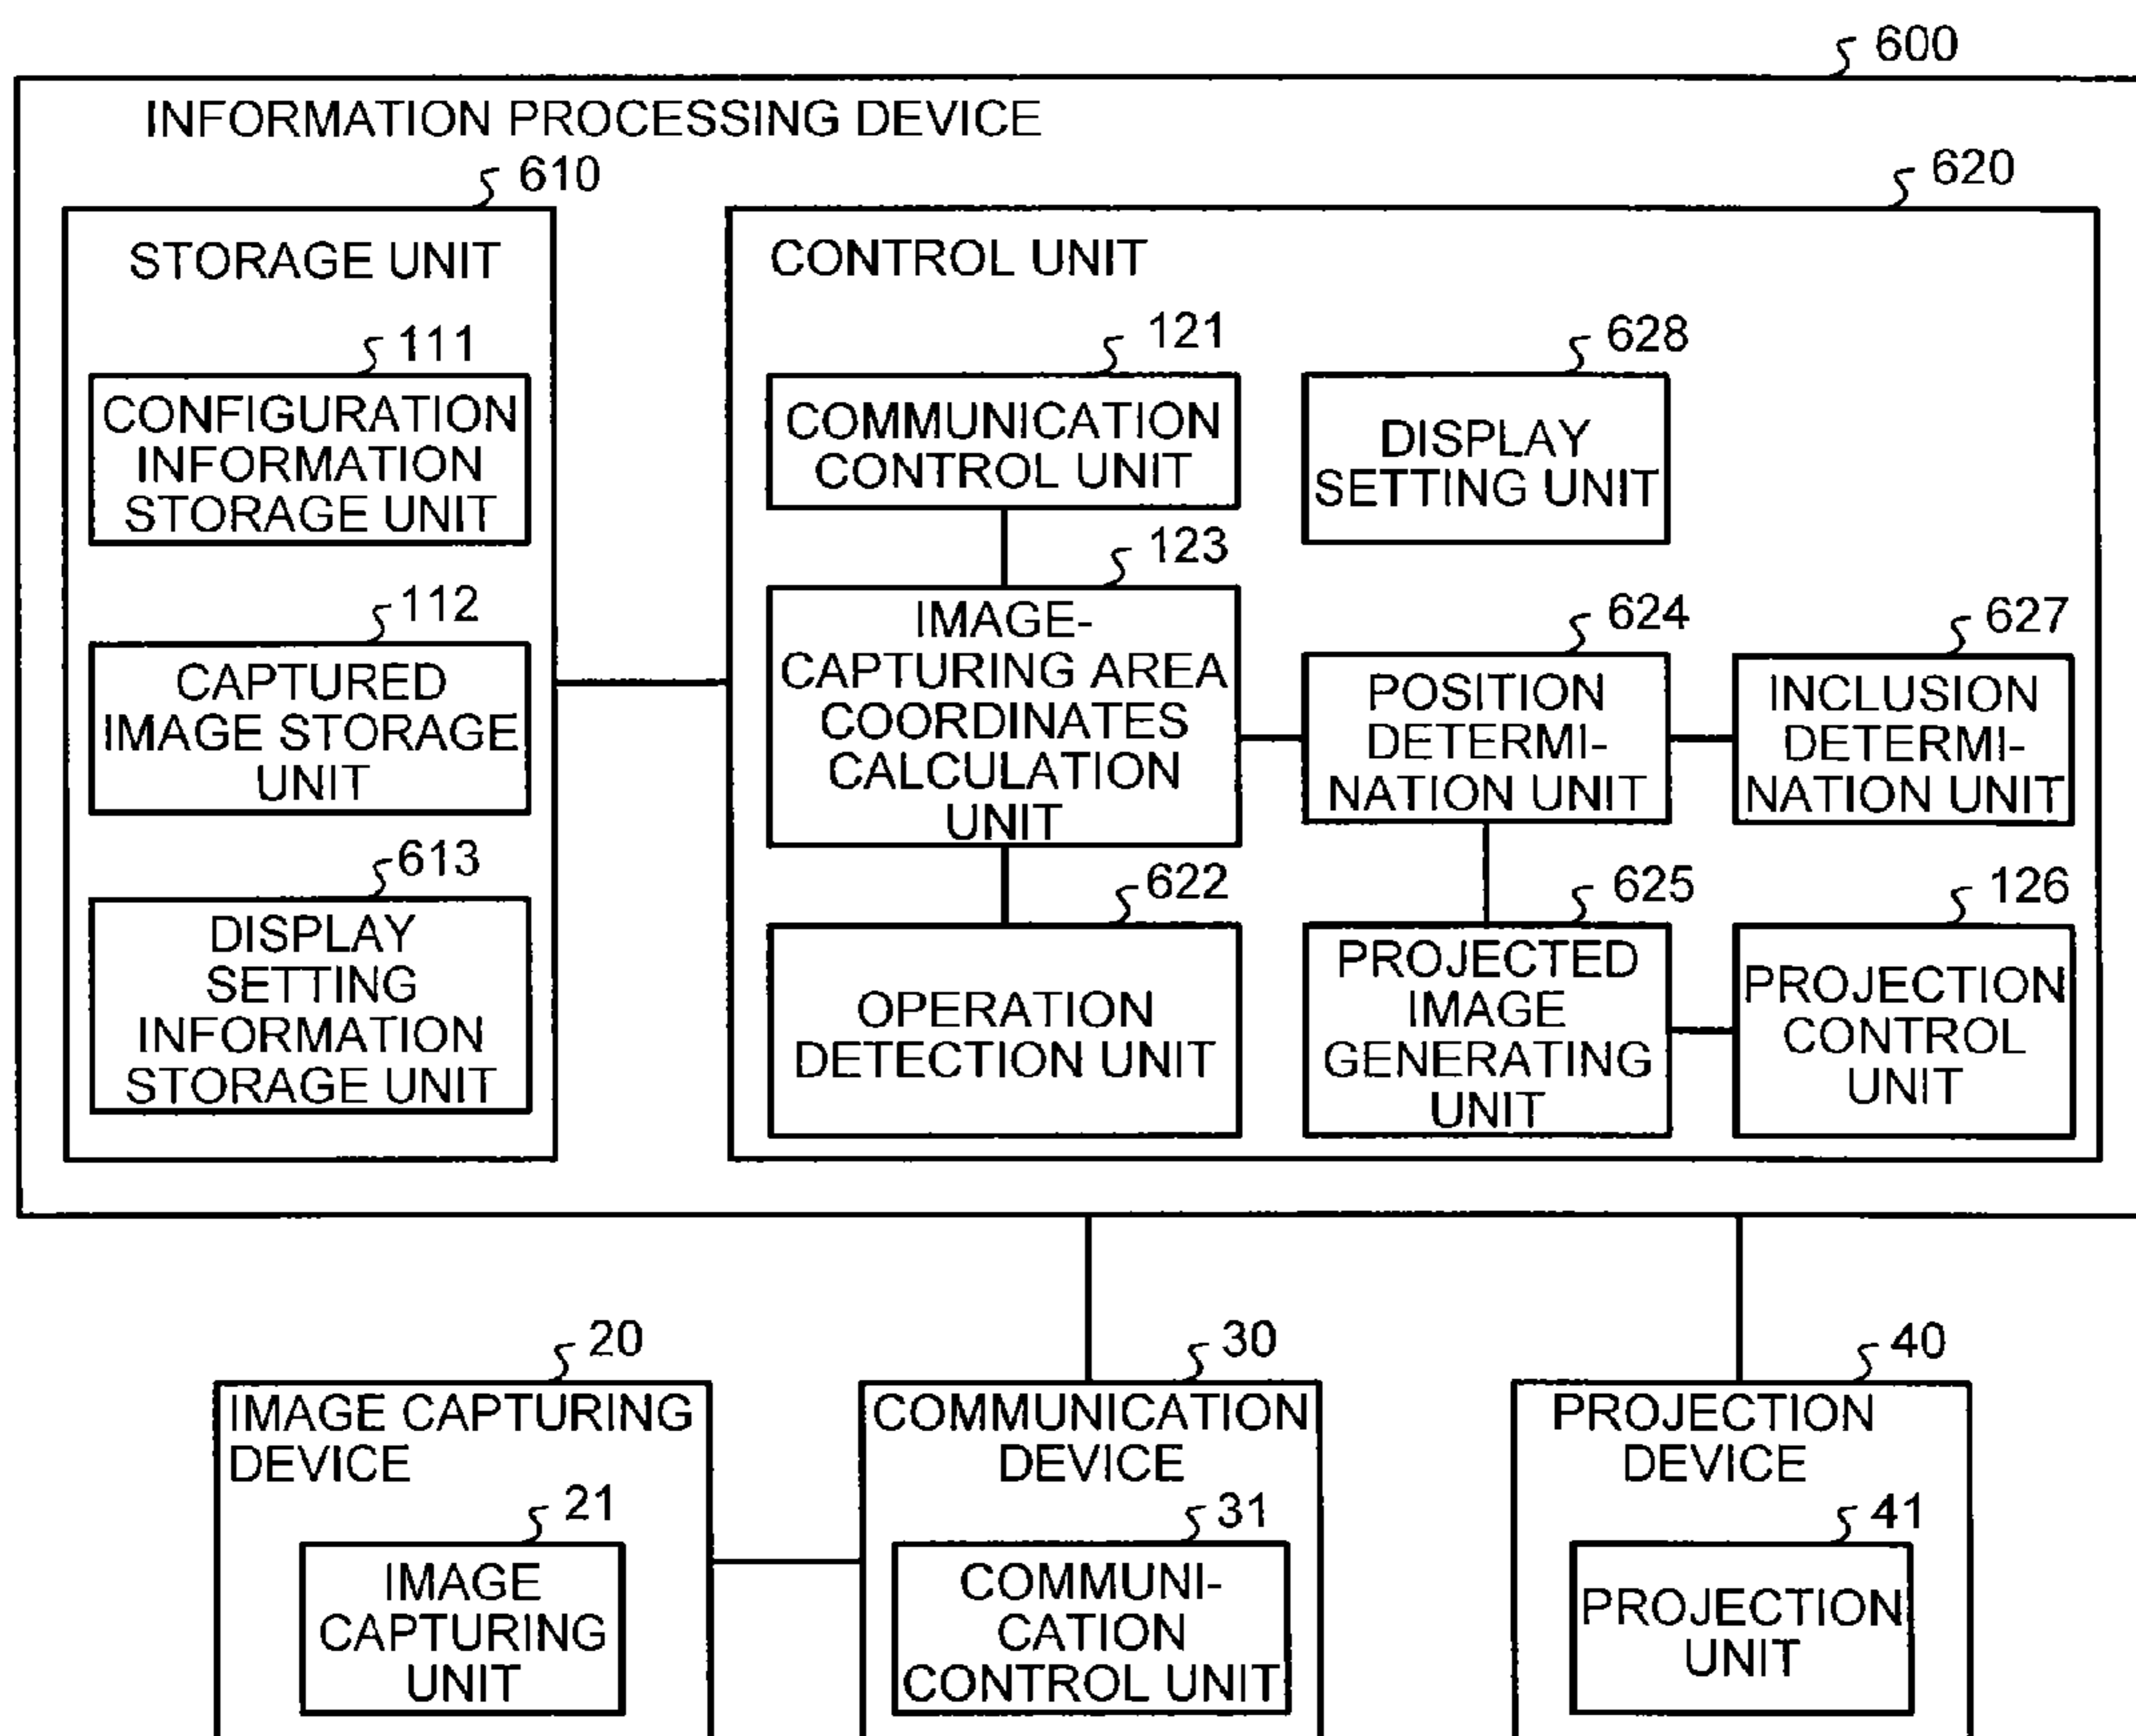 600
INFORMATION PROCESSING DEVICE
610
STORAGE UNIT
111
CONFIGURATION
INFORMATION
STORAGE UNIT
112
CAPTURED
IMAGE STORAGE
UNIT
613
DISPLAY
SETTING
INFORMATION
STORAGE UNIT
620
CONTROL UNIT
121
COMMUNICATION
CONTROL UNIT
628
DISPLAY
SETTING UNIT
123
IMAGE-
CAPTURING AREA
COORDINATES
CALCULATION
UNIT
624
POSITION
DETERMI-
NATION UNIT
627
INCLUSION
DETERMI-
NATION UNIT
622
OPERATION
DETECTION UNIT
625
PROJECTED
IMAGE
GENERATING
UNIT
126
PROJECTION
CONTROL
UNIT
20
IMAGE CAPTURING
DEVICE
21
IMAGE
CAPTURING
UNIT
30
COMMUNICATION
DEVICE
31
COMMUNI-
CATION
CONTROL UNIT
40
PROJECTION
DEVICE
41
PROJECTION
UNIT